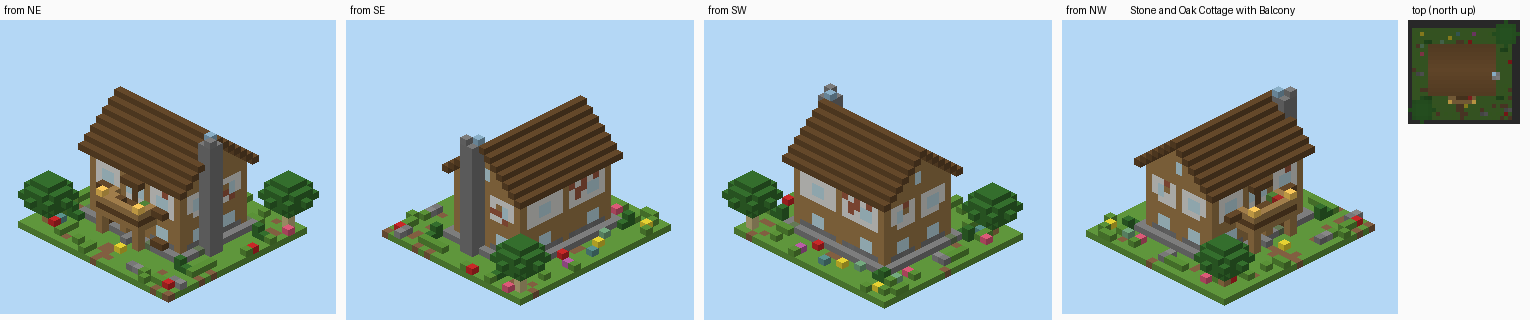 from NE
from SE
from SW
from NW
Stone and Oak Cottage with Balcony
top (north up)